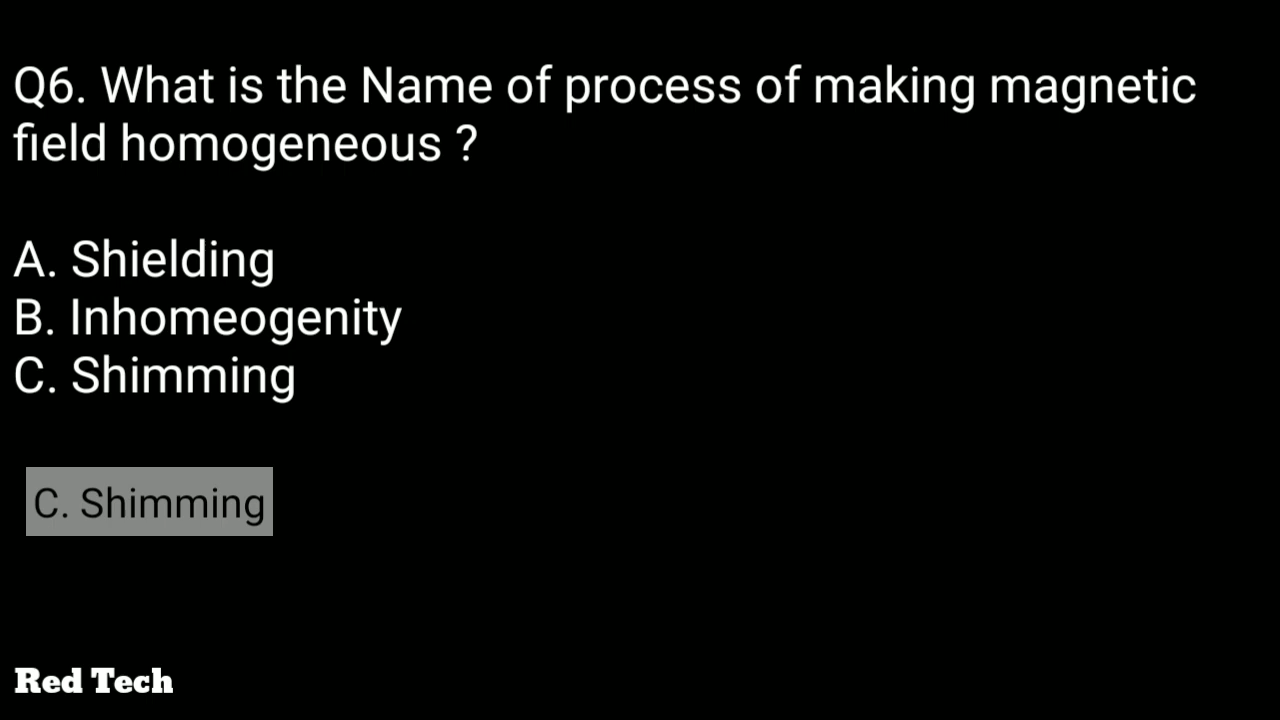 Q6. What is the Name of process of making magnetic
field homogeneous ?
A. Shielding
B. Inhomeogenity
C. Shimming
C. Shimming
Red Tech